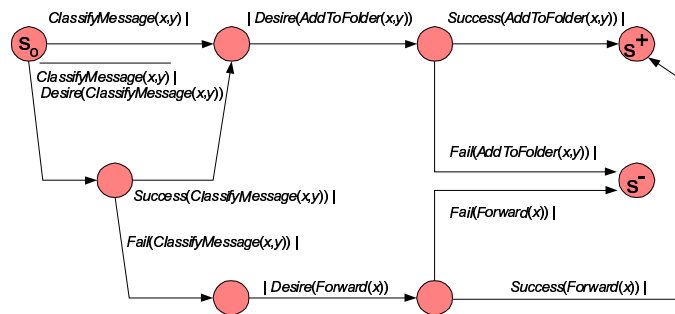 ClassifyMessage(x,y) |
| Desire(AddToFolder(x,y))
Success(AddToFolder(x,y)) |
S0
S+
ClassifyMessage(x,y) |
Desire(ClassifyMessage(x,y))
Fail(AddToFolder(x,y)) |
S-
Success(ClassifyMessage(x,y)) |
Fail(Forward(x)) |
Fail(ClassifyMessage(x,y)) |
| Desire(Forward(x))
Success(Forward(x)) |